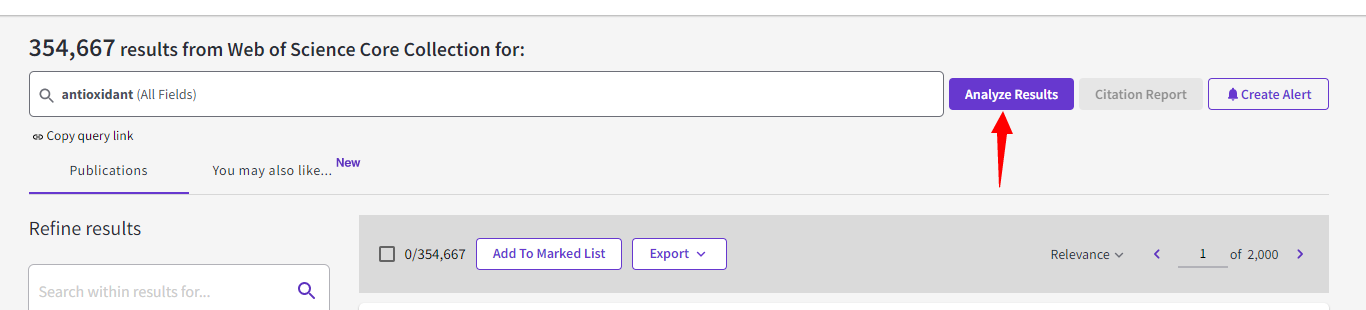 354,667 results from Web of Science Core Collection for:
antioxidant (All Fields)
Analyze Results
Citation Report
Create Alert
Copy query link
Publications
You may also like... New
Refine results
0/354,667
Add To Marked List
Export
Relevance
1 of 2,000
Search within results for...